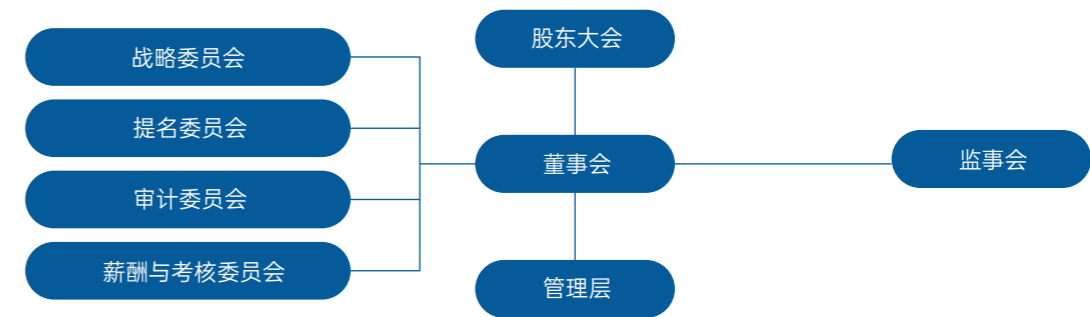 战略委员会
提名委员会
审计委员会
薪酬与考核委员会
股东大会
董事会
管理层
监事会